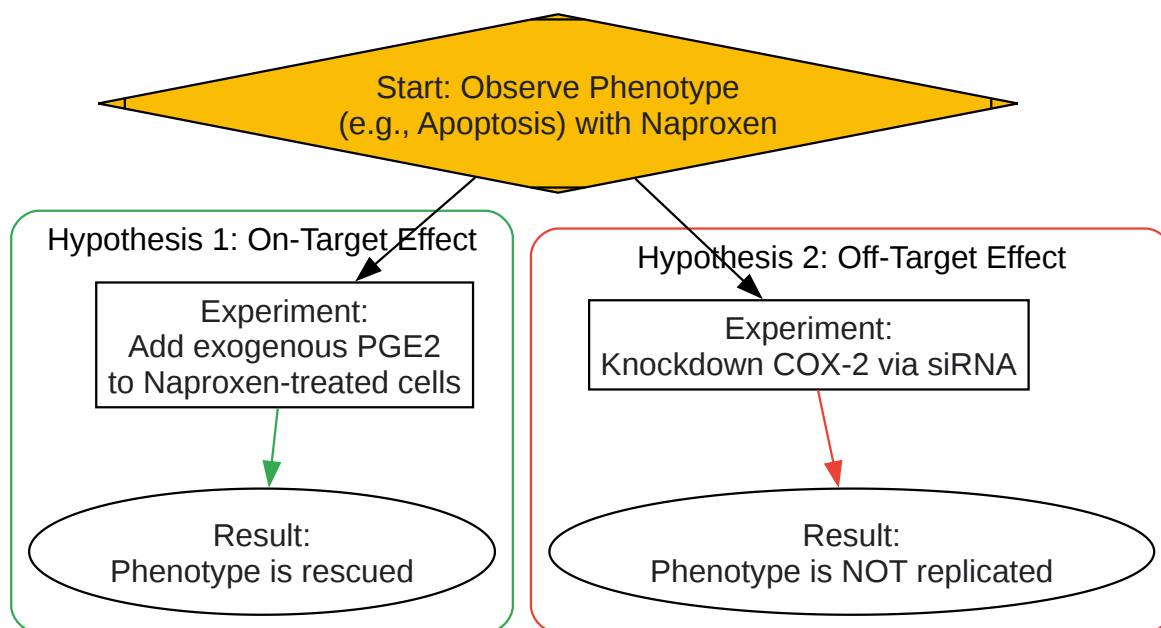 Start: Observe Phenotype
(e.g., Apoptosis) with Naproxen
Hypothesis 1: On-Target Effect
Experiment:
Add exogenous PGE2
to Naproxen-treated cells
Result:
Phenotype is rescued
Hypothesis 2: Off-Target Effect
Experiment:
Knockdown COX-2 via siRNA
Result:
Phenotype is NOT replicated